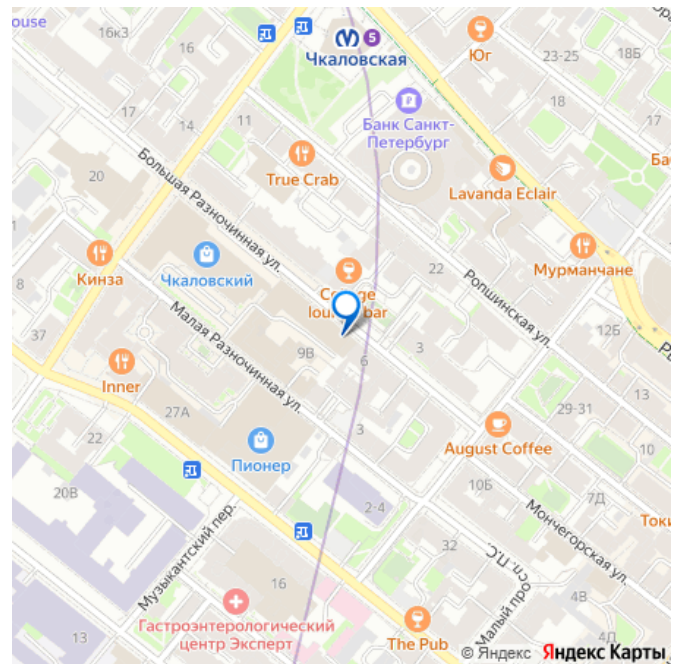 ouse
16к3
5
Чкаловская
Юг
23-25
18
17
14
11
Банк Санкт-
Петербург
20
True Crab
Lavanda Eclair
Большая Разночинная ул.
Кинза
Чкаловский
22
Мурманчане
8
Ропшинская ул.
37
Малая Разночинная ул.
9В
6
3
12Б
Inner
29-31
13
27А
3
August Coffee
10
22
Пионер
10Б
7Д
20В
2-4
Токи
Музыкантский пер.
Мончегорская ул.
32
16
Малый просп. П.С.
4В
Гастроэнтерологический
центр Эксперт
13
The Pub
4Д
© Яндекс Яндекс Карты